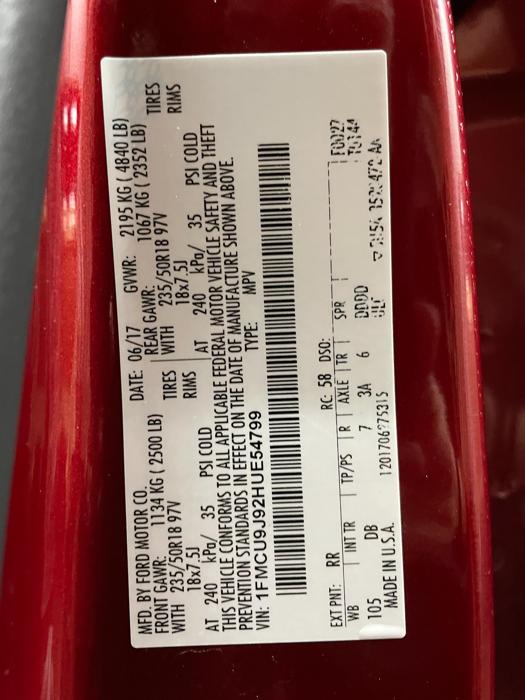 MFD. BY FORD MOTOR CO.
DATE: 06/17 GVWR: 2195 KG ( 4840 LB)
FRONT GAWR: 1134 KG ( 2500 LB)
REAR GAWR: 1067 KG ( 2352 LB)
WITH 235/50R18 97V TIRES
WITH 235/50R18 97V TIRES
18x7.5J RIMS
18x7.5J RIMS
AT 240 kPa/ 35 PSI COLD
AT 240 kPa/ 35 PSI COLD
THIS VEHICLE CONFORMS TO ALL APPLICABLE FEDERAL MOTOR VEHICLE SAFETY AND THEFT
PREVENTION STANDARDS IN EFFECT ON THE DATE OF MANUFACTURE SHOWN ABOVE.
VIN: 1FMCU9J92HUE54799
TYPE: MPV
EXT PNT: RR RC: 58 DSO: F0027
WB INT TR TP/PS R AXLE TR SPR T0144
105 DB 7 3A 6 DDDD
MADE IN U.S.A.